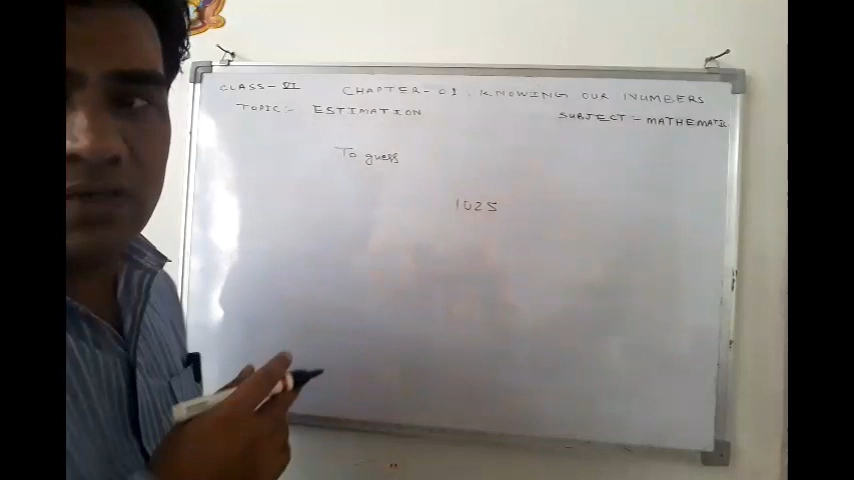 CLASS - VI CHAPTER - 01 . KNOWING OUR NUMBERS
TOPIC :- ESTIMATION SUBJECT :- MATHEMATIC
To guess
1025